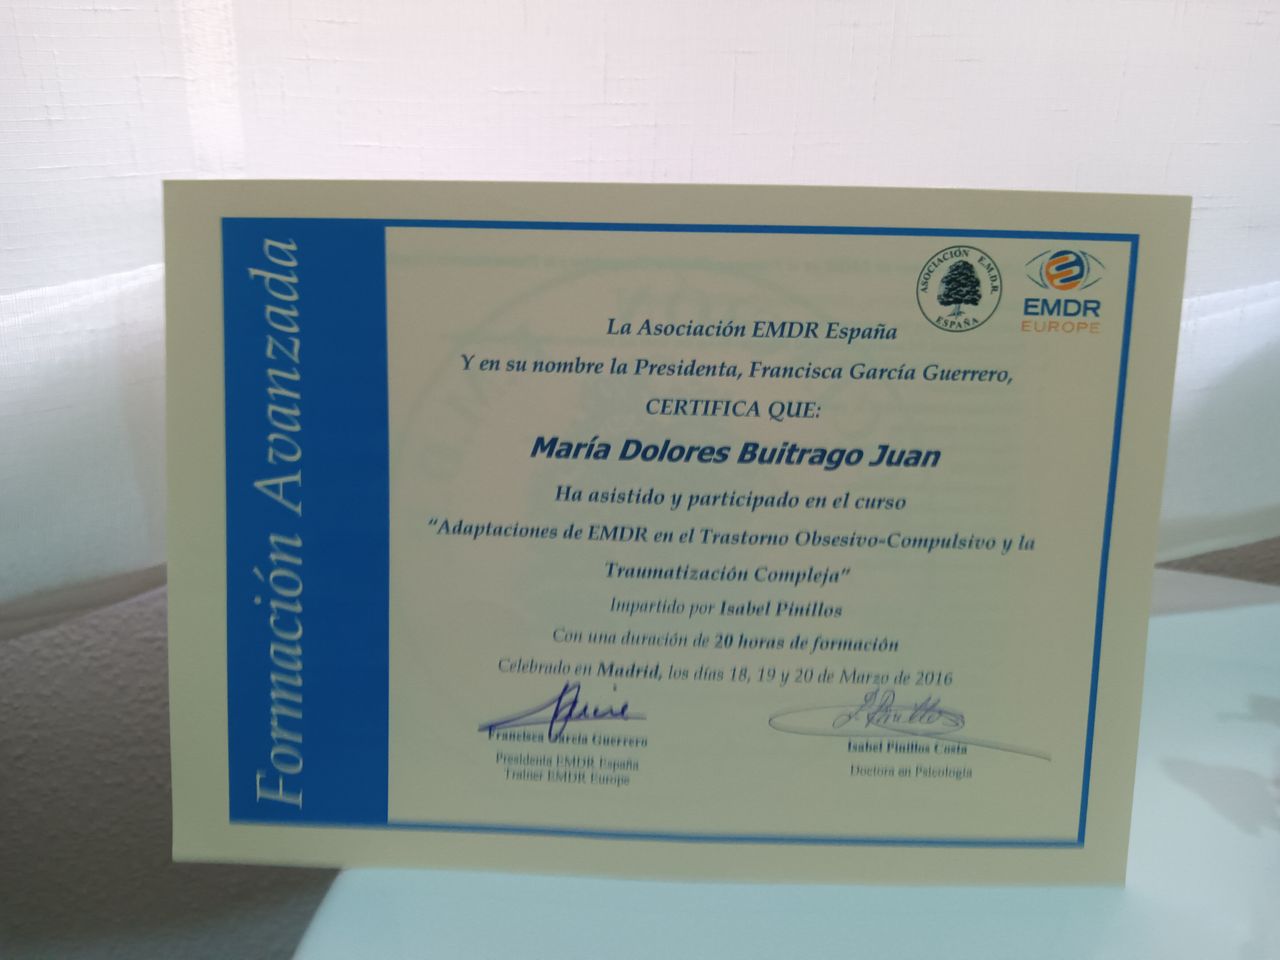 Formación Avanzada
ASOCIACIÓN E.M.D.R.
ESPAÑA
EMDR
EUROPE
La Asociación EMDR España
Y en su nombre la Presidenta, Francisca García Guerrero,
CERTIFICA QUE:
María Dolores Buitrago Juan
Ha asistido y participado en el curso
“Adaptaciones de EMDR en el Trastorno Obsesivo-Compulsivo y la
Traumatización Compleja”
Impartido por Isabel Pinillos
Con una duración de 20 horas de formación
Celebrado en Madrid, los días 18, 19 y 20 de Marzo de 2016
Francisca García Guerrero
Presidenta EMDR España
Trainer EMDR Europe
I. Pinillos
Isabel Pinillos Costa
Doctora en Psicología